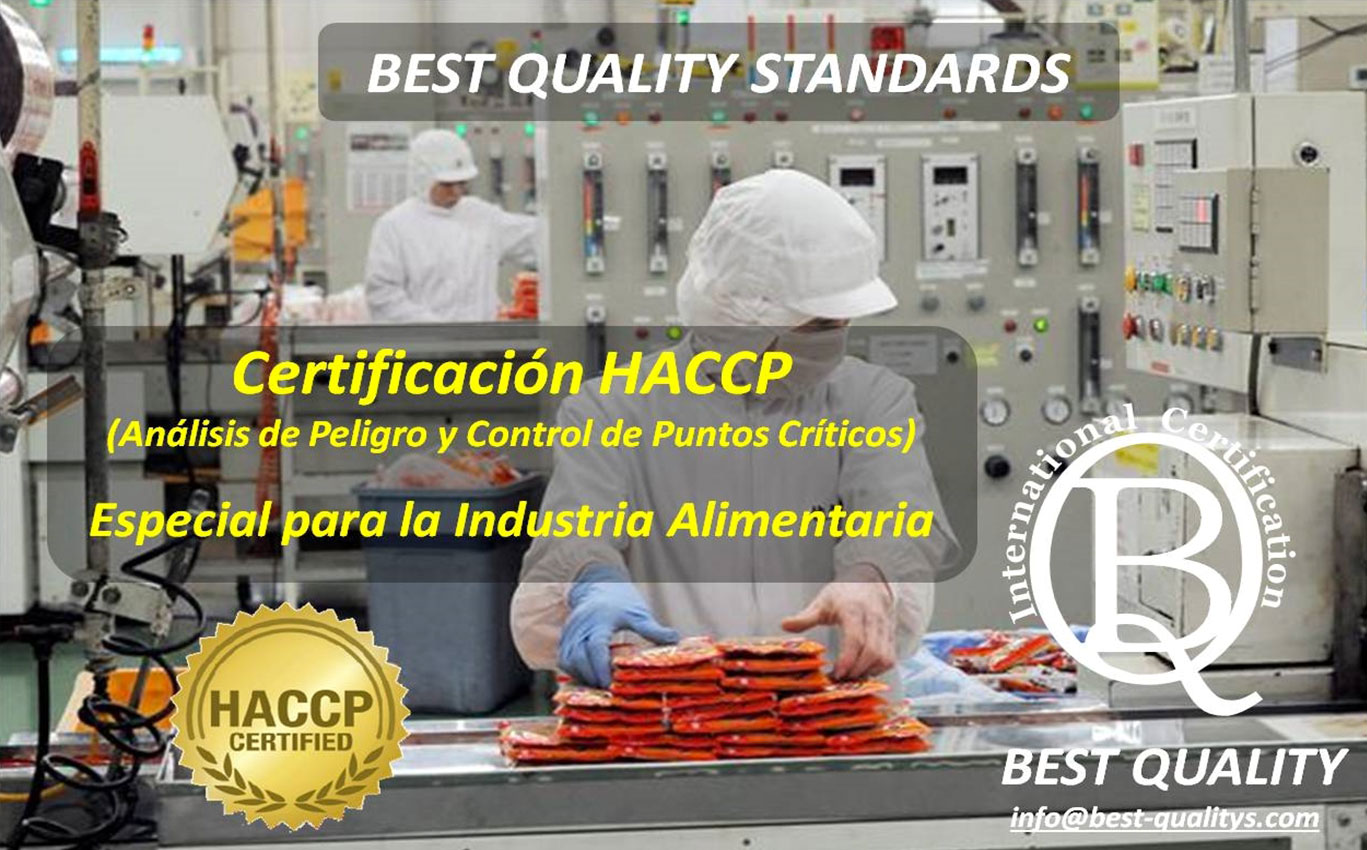 BEST QUALITY STANDARDS
Certificación HACCP
(Análisis de Peligro y Control de Puntos Críticos)
Especial para la Industria Alimentaria
HACCP
CERTIFIED
International Certification
BQ
BEST QUALITY
info@best-qualitys.com